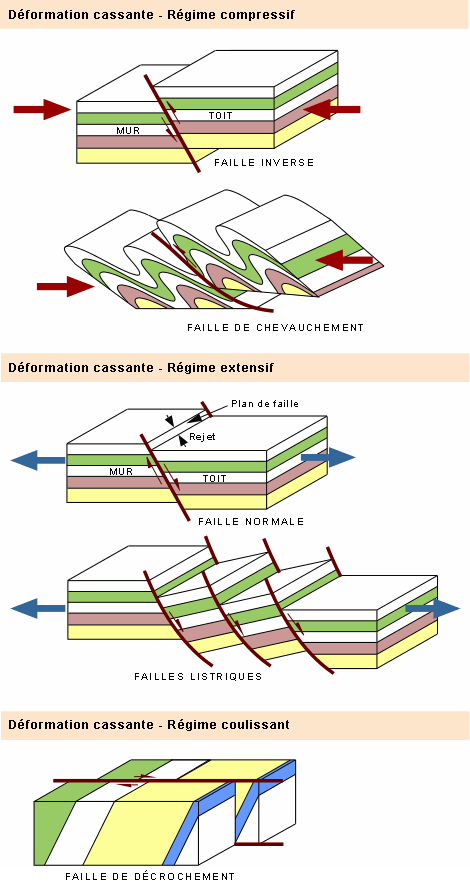 Déformation cassante - Régime compressif
TOIT
MUR
FAILLE INVERSE
FAILLE DE CHEVAUCHEMENT
Déformation cassante - Régime extensif
Plan de faille
Rejet
MUR
TOIT
FAILLE NORMALE
FAILLES LISTRIQUES
Déformation cassante - Régime coulissant
FAILLE DE DÉCROCHEMENT